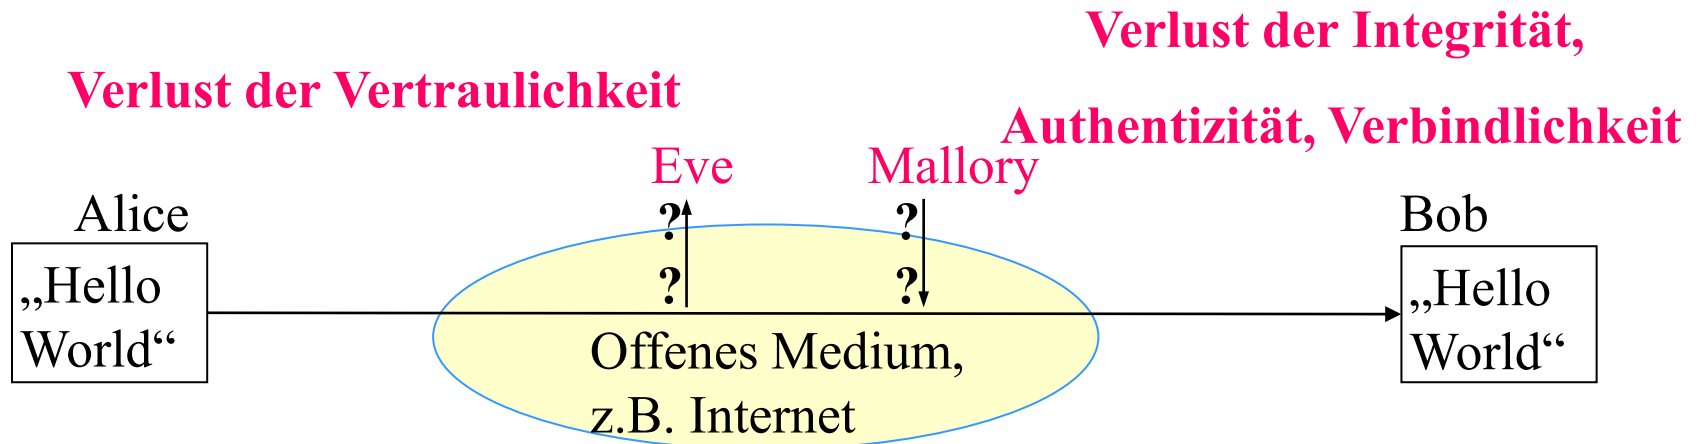 Verlust der Integrität,
Verlust der Vertraulichkeit
Authentizität, Verbindlichkeit
Eve
Mallory
Alice
? ?
Bob
„Hello
World“
? ?
„Hello
World“
Offenes Medium,
z.B. Internet